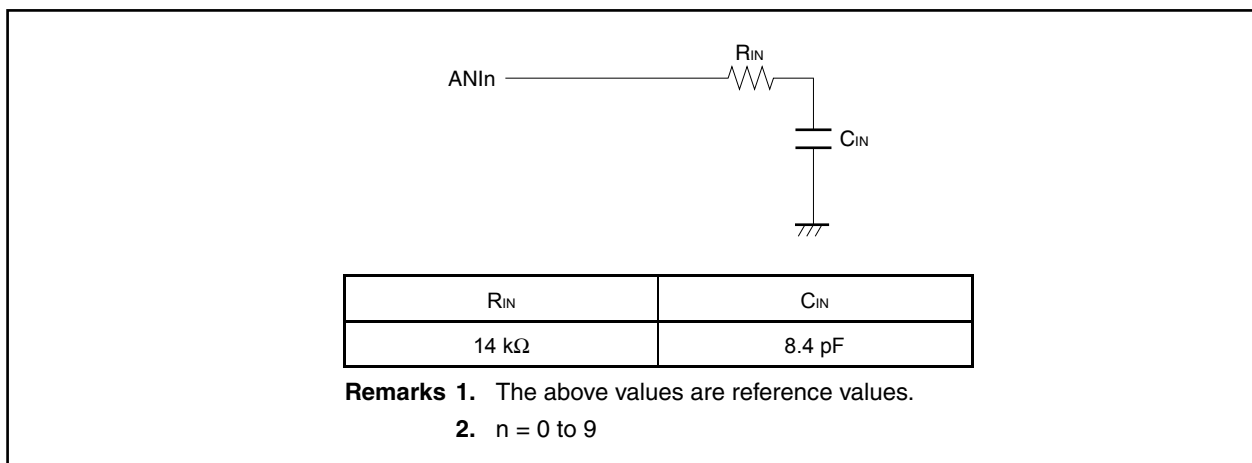 RIN
ANIn
CIN
RIN CIN
14 kΩ 8.4 pF
Remarks 1. The above values are reference values.
2. n = 0 to 9